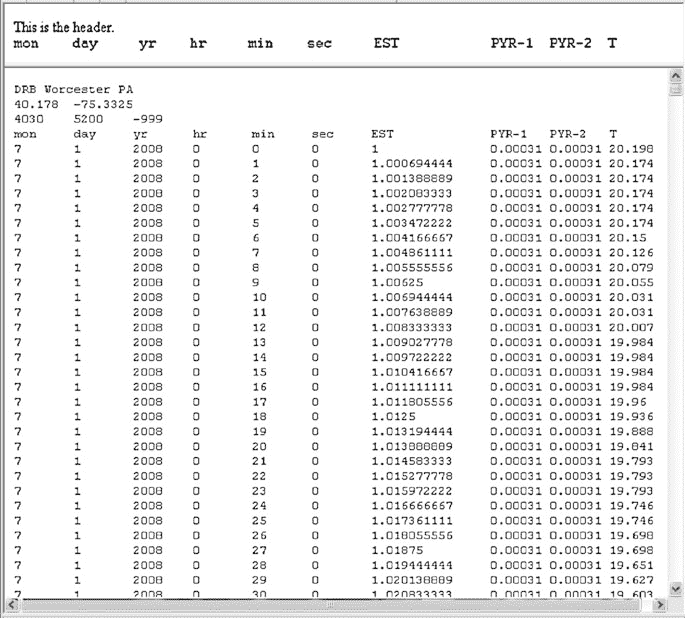 This is the header.
mon day yr hr min sec EST PYR-1 PYR-2 T
DRB Worcester PA
40.178 -75.3325
4030 5200 -999
mon day yr hr min sec EST PYR-1 PYR-2 T
7 1 2008 0 0 0 1 0.00031 0.00031 20.198
7 1 2008 0 1 0 1.000694444 0.00031 0.00031 20.174
7 1 2008 0 2 0 1.001388889 0.00031 0.00031 20.174
7 1 2008 0 3 0 1.002083333 0.00031 0.00031 20.174
7 1 2008 0 4 0 1.002777778 0.00031 0.00031 20.174
7 1 2008 0 5 0 1.003472222 0.00031 0.00031 20.174
7 1 2008 0 6 0 1.004166667 0.00031 0.00031 20.15
7 1 2008 0 7 0 1.004861111 0.00031 0.00031 20.126
7 1 2008 0 8 0 1.005555556 0.00031 0.00031 20.079
7 1 2008 0 9 0 1.00625 0.00031 0.00031 20.055
7 1 2008 0 10 0 1.006944444 0.00031 0.00031 20.031
7 1 2008 0 11 0 1.007638889 0.00031 0.00031 20.031
7 1 2008 0 12 0 1.008333333 0.00031 0.00031 20.007
7 1 2008 0 13 0 1.009027778 0.00031 0.00031 19.984
7 1 2008 0 14 0 1.009722222 0.00031 0.00031 19.984
7 1 2008 0 15 0 1.010416667 0.00031 0.00031 19.984
7 1 2008 0 16 0 1.011111111 0.00031 0.00031 19.984
7 1 2008 0 17 0 1.011805556 0.00031 0.00031 19.96
7 1 2008 0 18 0 1.0125 0.00031 0.00031 19.936
7 1 2008 0 19 0 1.013194444 0.00031 0.00031 19.888
7 1 2008 0 20 0 1.013888889 0.00031 0.00031 19.841
7 1 2008 0 21 0 1.014583333 0.00031 0.00031 19.793
7 1 2008 0 22 0 1.015277778 0.00031 0.00031 19.793
7 1 2008 0 23 0 1.015972222 0.00031 0.00031 19.793
7 1 2008 0 24 0 1.016666667 0.00031 0.00031 19.746
7 1 2008 0 25 0 1.017361111 0.00031 0.00031 19.746
7 1 2008 0 26 0 1.018055556 0.00031 0.00031 19.698
7 1 2008 0 27 0 1.01875 0.00031 0.00031 19.698
7 1 2008 0 28 0 1.019444444 0.00031 0.00031 19.651
7 1 2008 0 29 0 1.020138889 0.00031 0.00031 19.627
7 1 2008 0 30 0 1.020833333 0.00031 0.00031 19.603